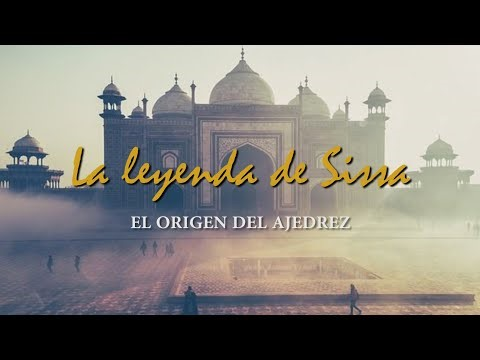 La leyenda de Sissa
EL ORIGEN DEL AJEDREZ